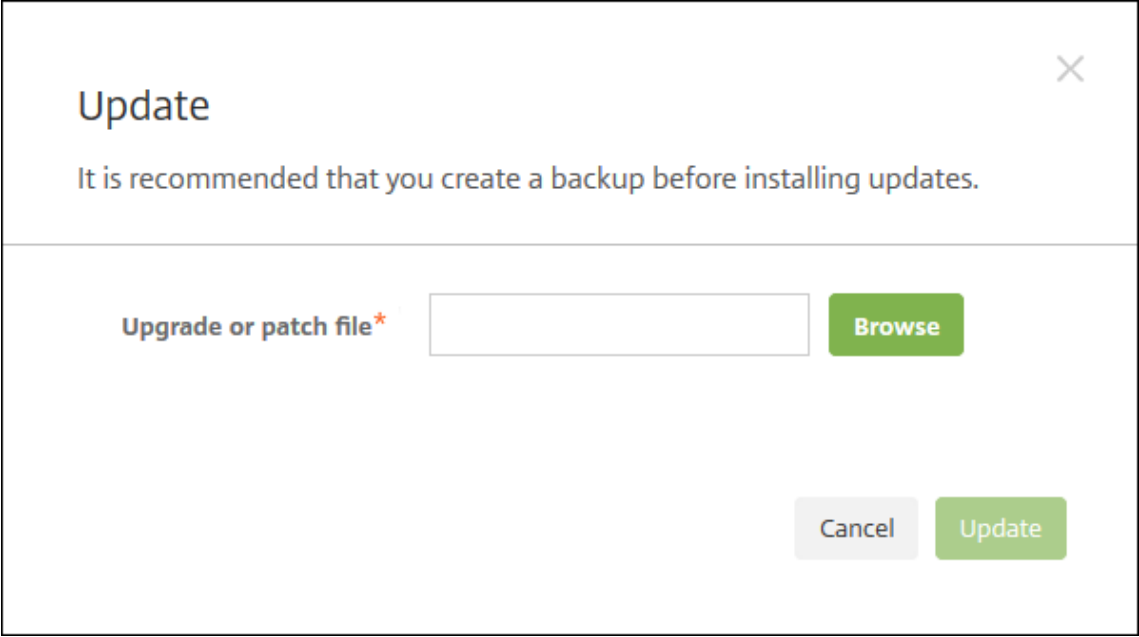 Update
It is recommended that you create a backup before installing updates.
Upgrade or patch file*
Browse
Cancel
Update